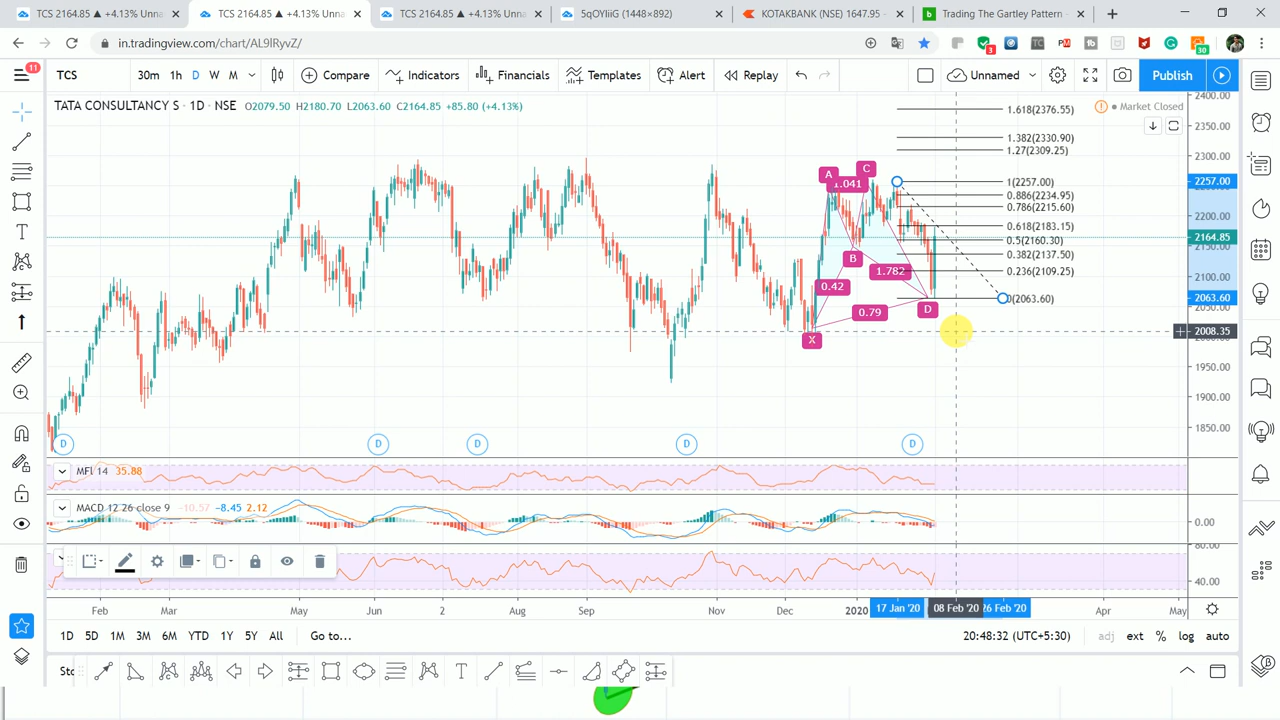 TCS 2164.85 ▲ +4.13% Unna
TCS 2164.85 ▲ +4.13% Unna
TCS 2164.85 ▲ +4.13% Unna
5qOYIiiG (1448×892)
KOTAKBANK (NSE) 1647.95 -
Trading The Gartley Pattern -
in.tradingview.com/chart/AL9lRyvZ/
11
TCS
30m 1h D W M
Compare
Indicators
Financials
Templates
Alert
Replay
Unnamed
Publish
TATA CONSULTANCY S · 1D · NSE O2079.50 H2180.70 L2063.60 C2164.85 +85.80 (+4.13%)
Market Closed
1.618(2376.55)
1.382(2330.90)
1.27(2309.25)
1(2257.00)
0.886(2234.95)
0.786(2215.60)
0.618(2183.15)
0.5(2160.30)
0.382(2137.50)
0.236(2109.25)
0(2063.60)
A
C
1.041
B
1.782
0.42
0.79
D
X
2400.00
2350.00
2300.00
2257.00
2200.00
2164.85
2100.00
2063.60
2008.35
1950.00
1900.00
1850.00
D D D D D
MFI 14 35.88
MACD 12 26 close 9 −10.57 −8.45 2.12
0.00
80.00
40.00
Feb Mar May Jun 2 Aug Sep Nov Dec 2020 17 Jan '20 08 Feb '20 26 Feb '20 Apr May
1D 5D 1M 3M 6M YTD 1Y 5Y All Go to...
20:48:32 (UTC+5:30) adj ext % log auto